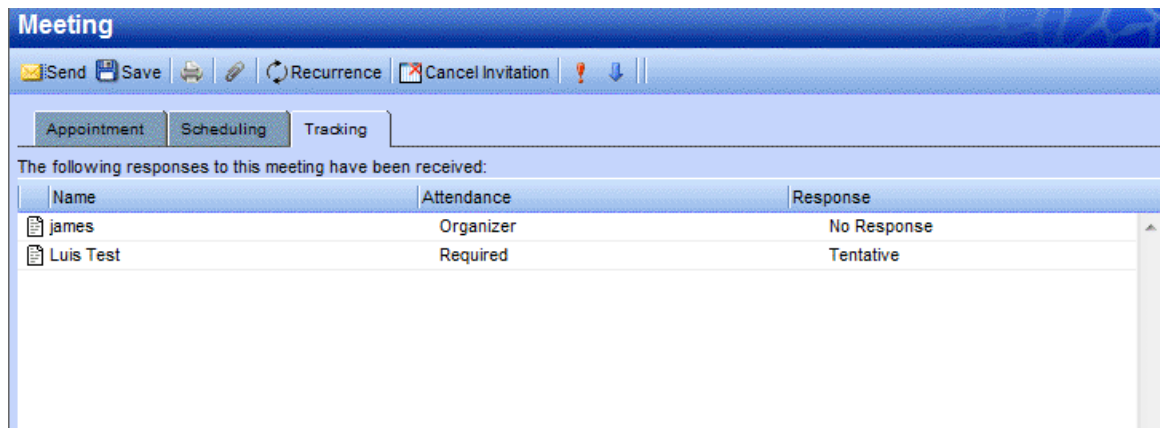 Meeting
Send Save Recurrence Cancel Invitation
Appointment Scheduling Tracking
The following responses to this meeting have been received:
Name Attendance Response
james Organizer No Response
Luis Test Required Tentative